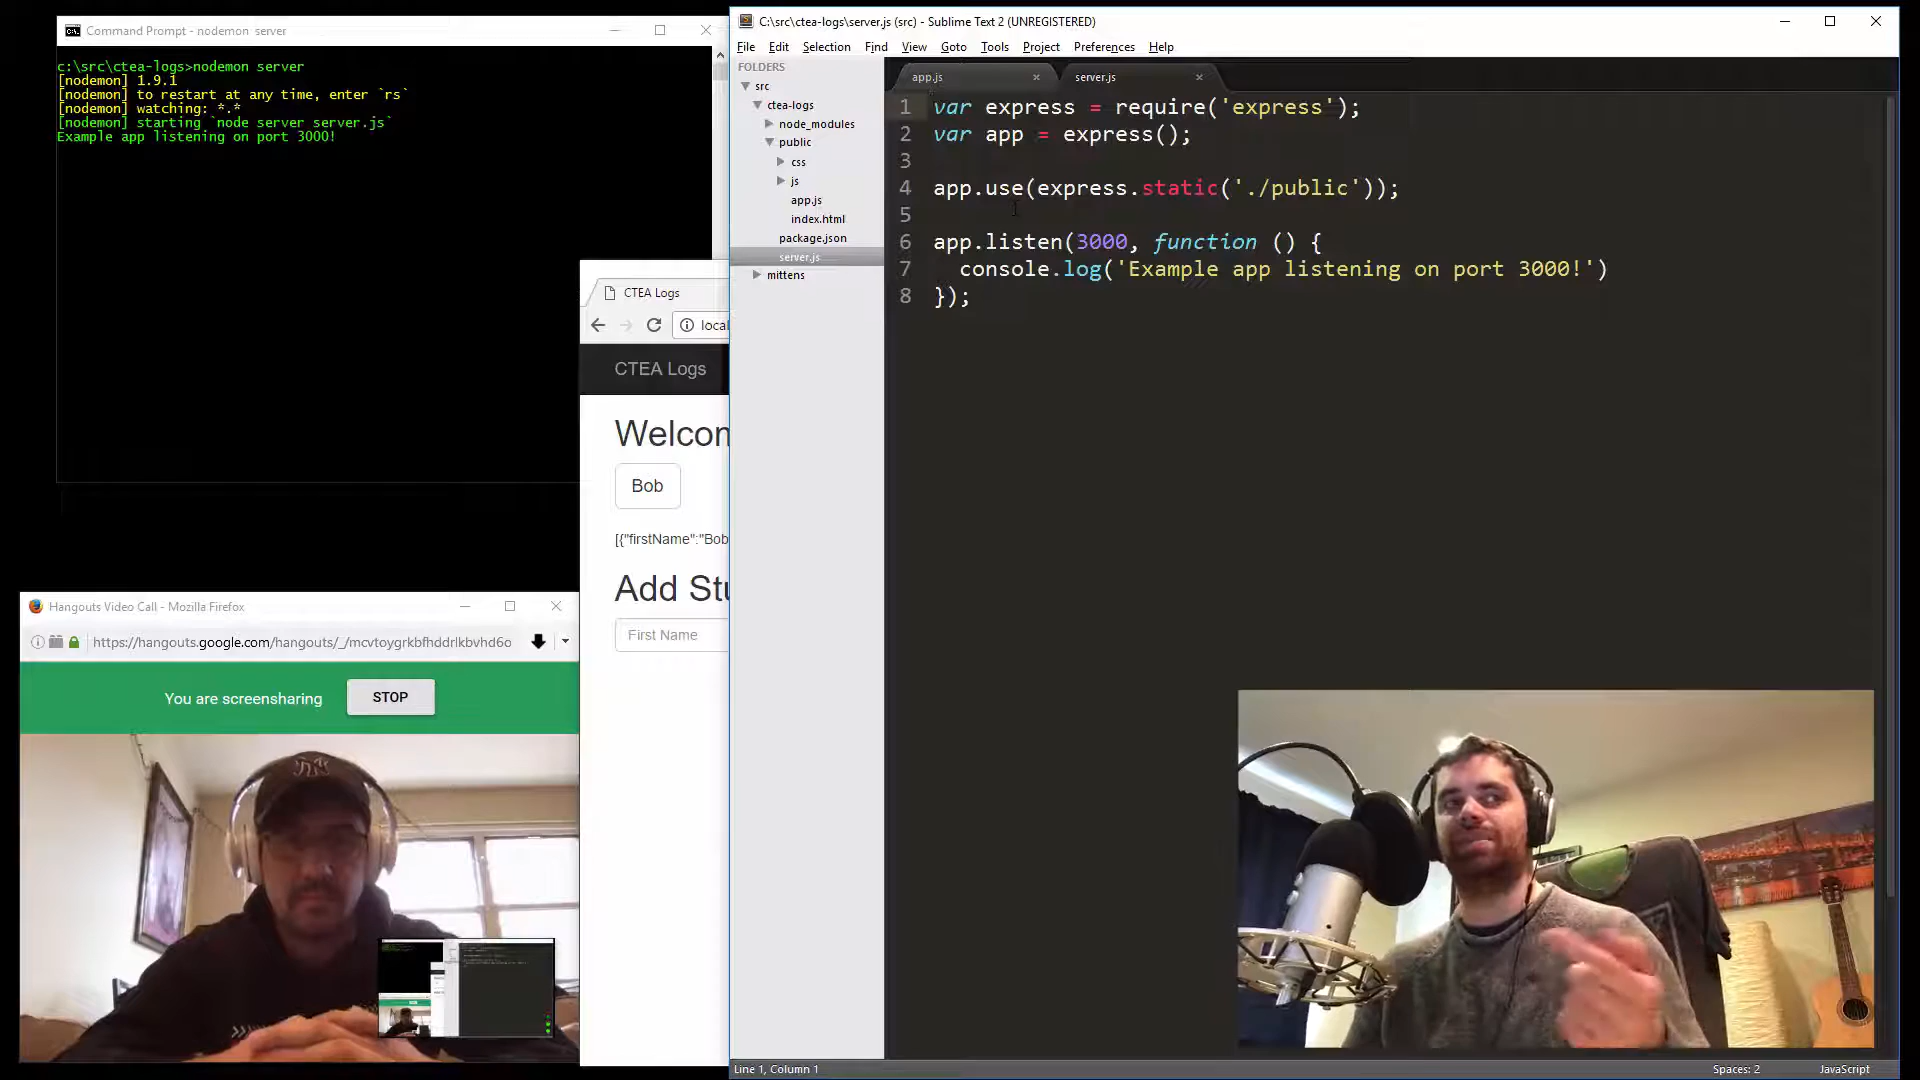 Command Prompt - nodemon server
c:\src\ctea-logs>nodemon server
[nodemon] 1.9.1
[nodemon] to restart at any time, enter `rs`
[nodemon] watching: *.*
[nodemon] starting `node server server.js`
Example app listening on port 3000!
C:\src\ctea-logs\server.js (src) - Sublime Text 2 (UNREGISTERED)
File Edit Selection Find View Goto Tools Project Preferences Help
FOLDERS
src
ctea-logs
node_modules
public
css
js
app.js
index.html
package.json
server.js
mittens
app.js
server.js
1 var express = require('express');
2 var app = express();
3
4 app.use(express.static('./public'));
5
6 app.listen(3000, function () {
7 console.log('Example app listening on port 3000!')
8 });
CTEA Logs
CTEA Logs
Bob
First Name
Hangouts Video Call - Mozilla Firefox
https://hangouts.google.com/hangouts/_/mcvtoygrkbfhddrlkbvhd6o
You are screensharing
STOP
Line 1, Column 1
Spaces: 2
JavaScript